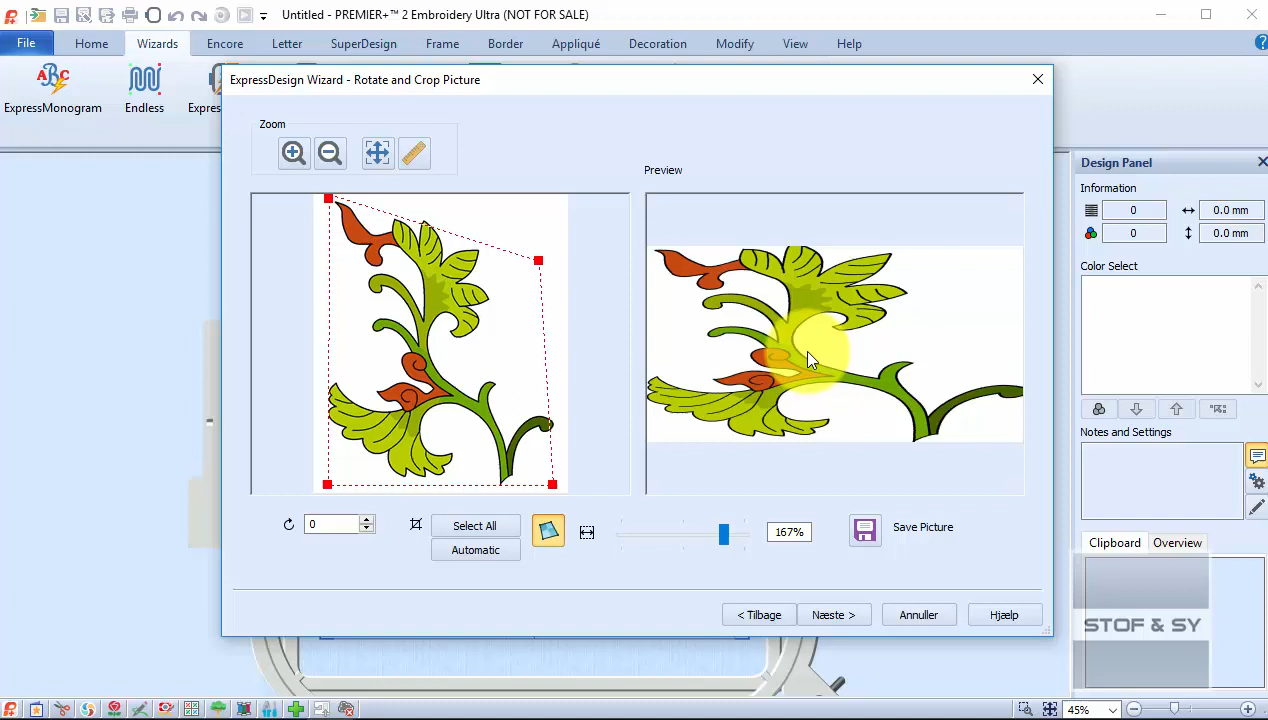 Untitled - PREMIER+™ 2 Embroidery Ultra (NOT FOR SALE)
File Home Wizards Encore Letter SuperDesign Frame Border Appliqué Decoration Modify View Help
ABC
ExpressMonogram Endless Expres
ExpressDesign Wizard - Rotate and Crop Picture
Zoom
Preview
0
Select All
Automatic
167%
Save Picture
< Tilbage Næste > Annuller Hjælp
Design Panel
Information
0 0.0 mm
0 0.0 mm
Color Select
Notes and Settings
Clipboard Overview
STOF & SY
45%